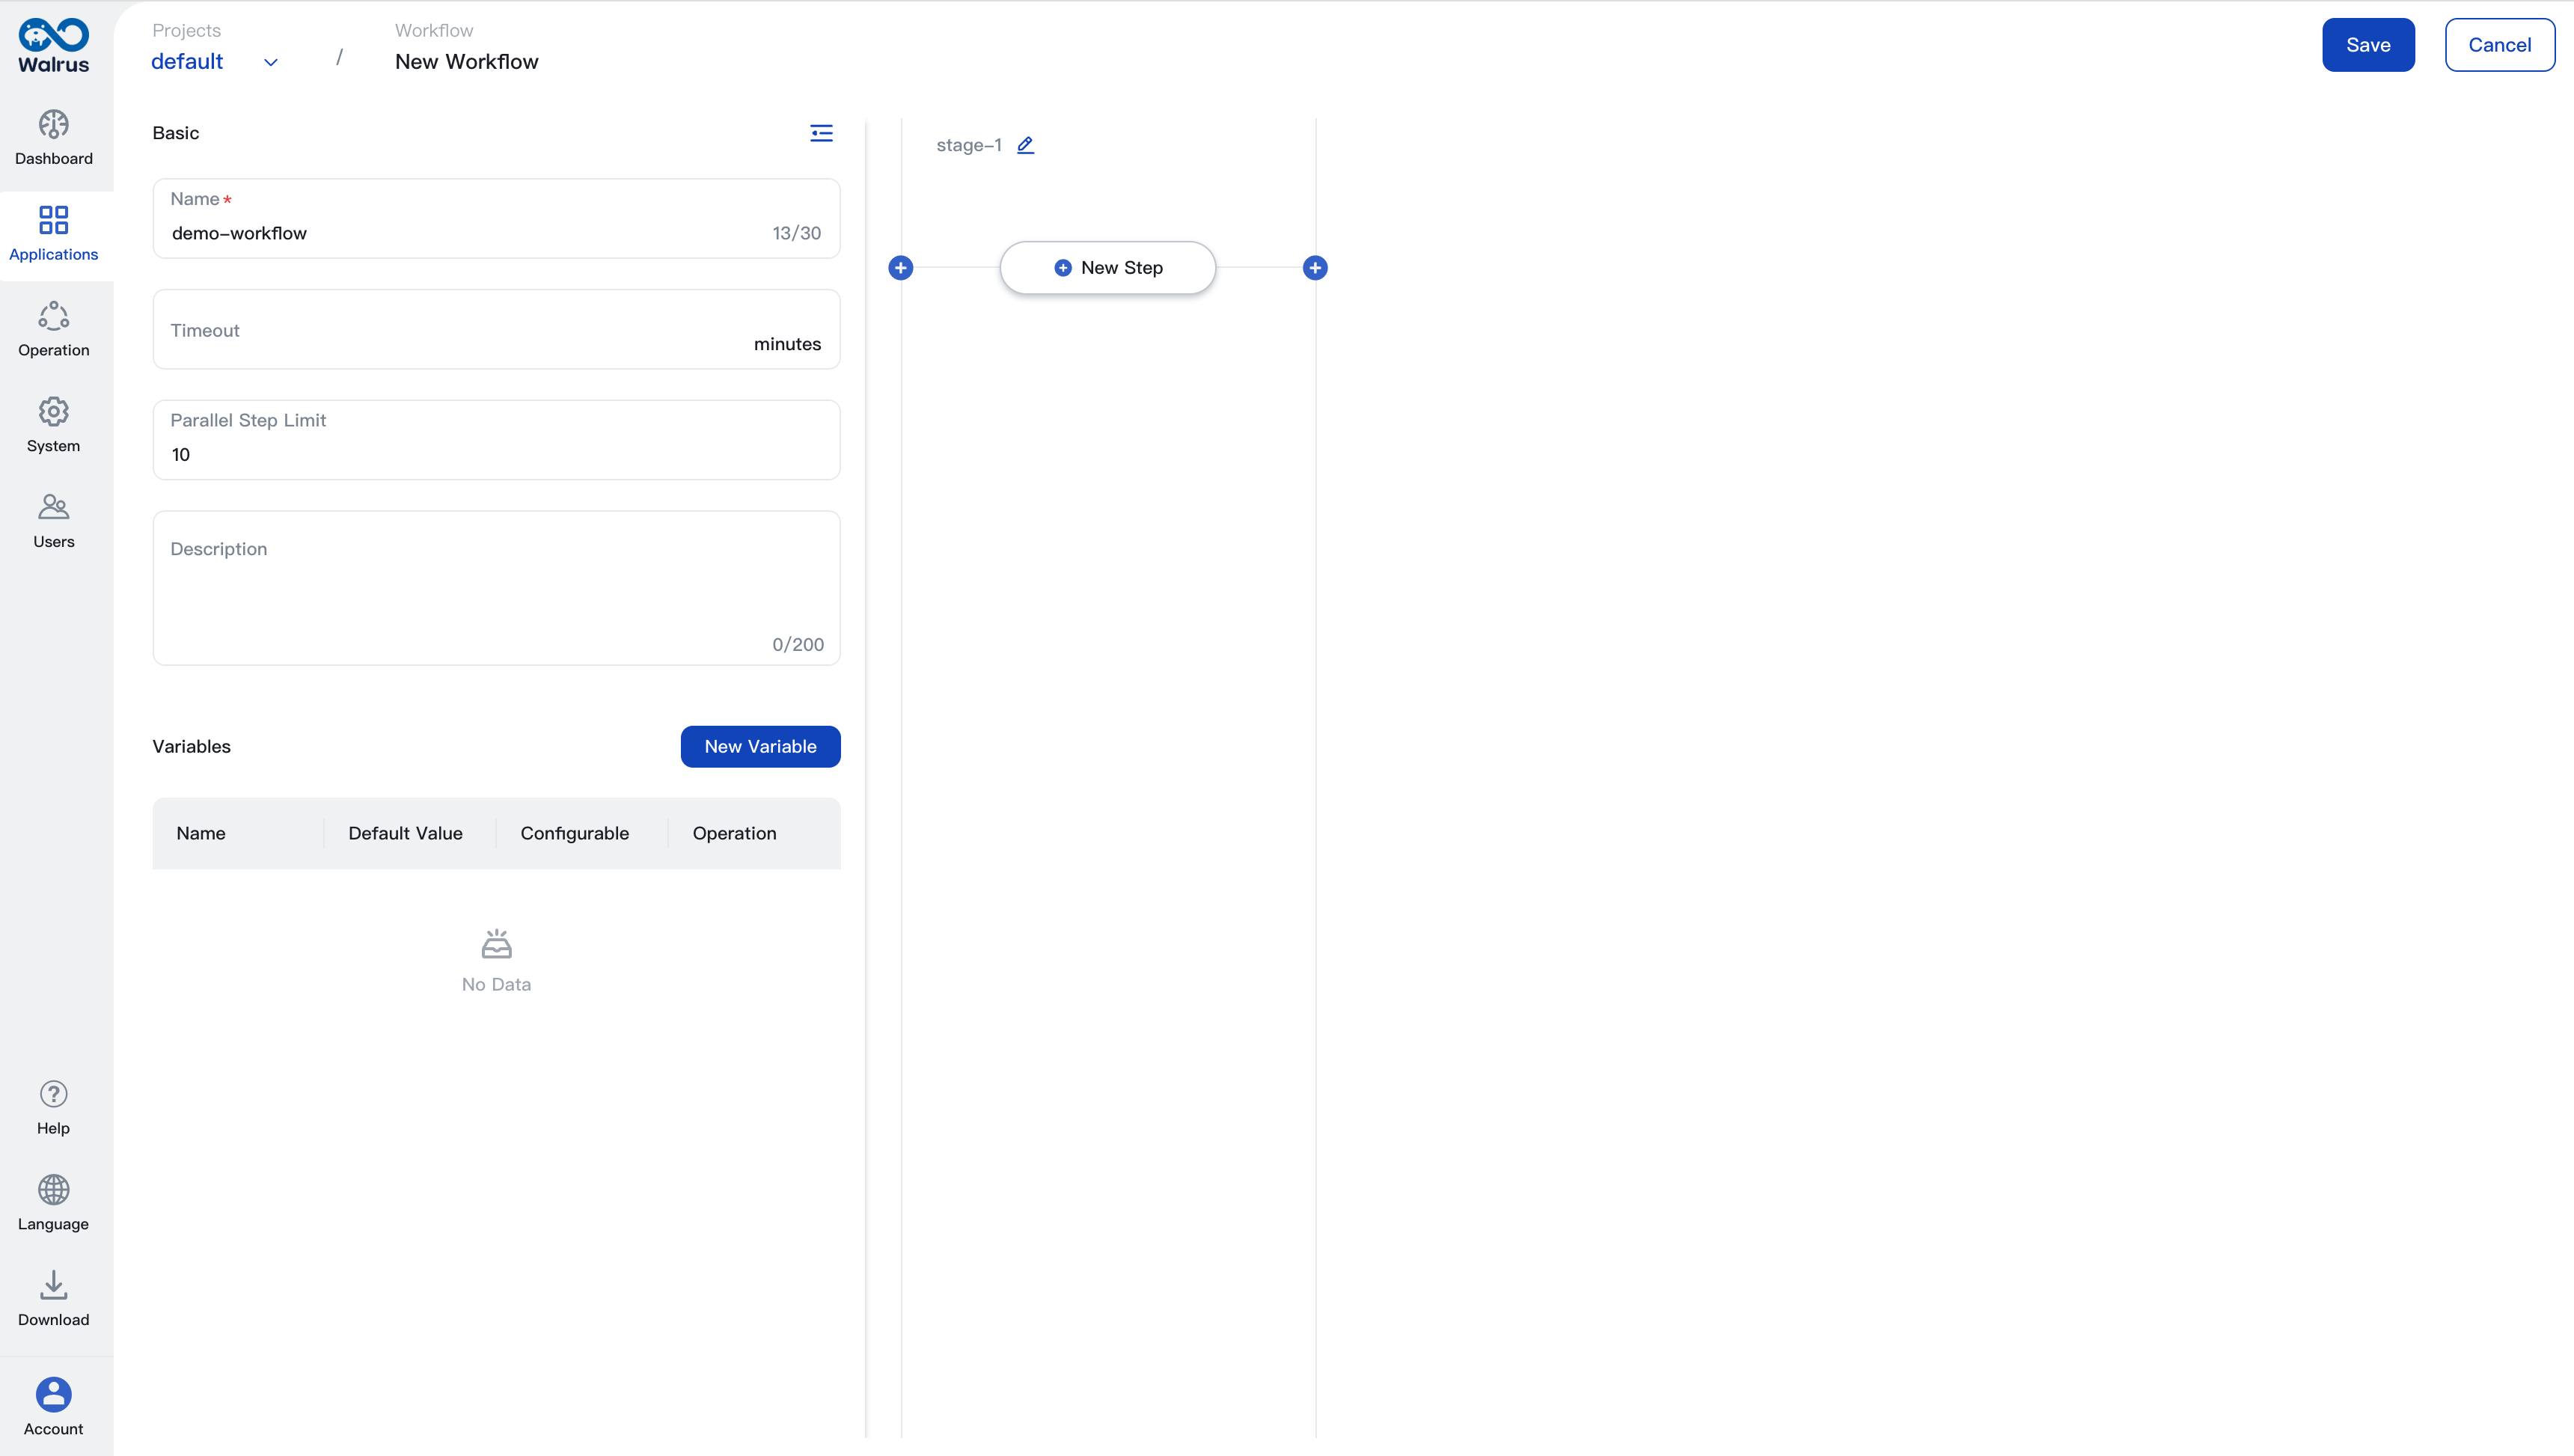 Walrus
Dashboard
Applications
Operation
System
Users
Help
Language
Download
Account
Projects
default
/
Workflow
New Workflow
Save
Cancel
Basic
Name *
demo-workflow
13/30
Timeout
minutes
Parallel Step Limit
10
Description
0/200
Variables
New Variable
Name
Default Value
Configurable
Operation
No Data
stage-1
New Step